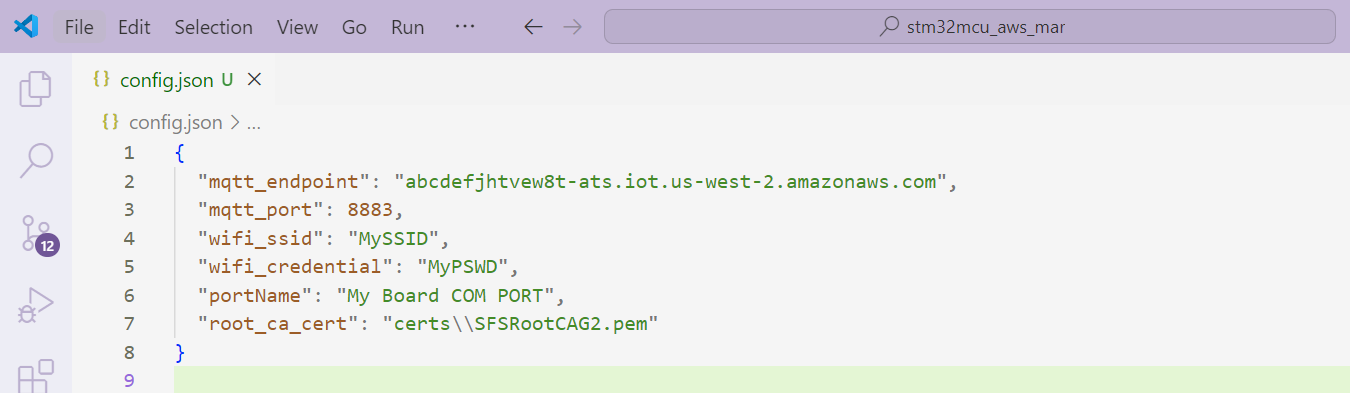 File Edit Selection View Go Run ··· stm32mcu_aws_mar
{} config.json U
{} config.json > ...
1 {
2 "mqtt_endpoint": "abcdefjhtvew8t-ats.iot.us-west-2.amazonaws.com",
3 "mqtt_port": 8883,
4 "wifi_ssid": "MySSID",
5 "wifi_credential": "MyPSWD",
6 "portName": "My Board COM PORT",
7 "root_ca_cert": "certs\\SFSRootCAG2.pem"
8 }
9
12